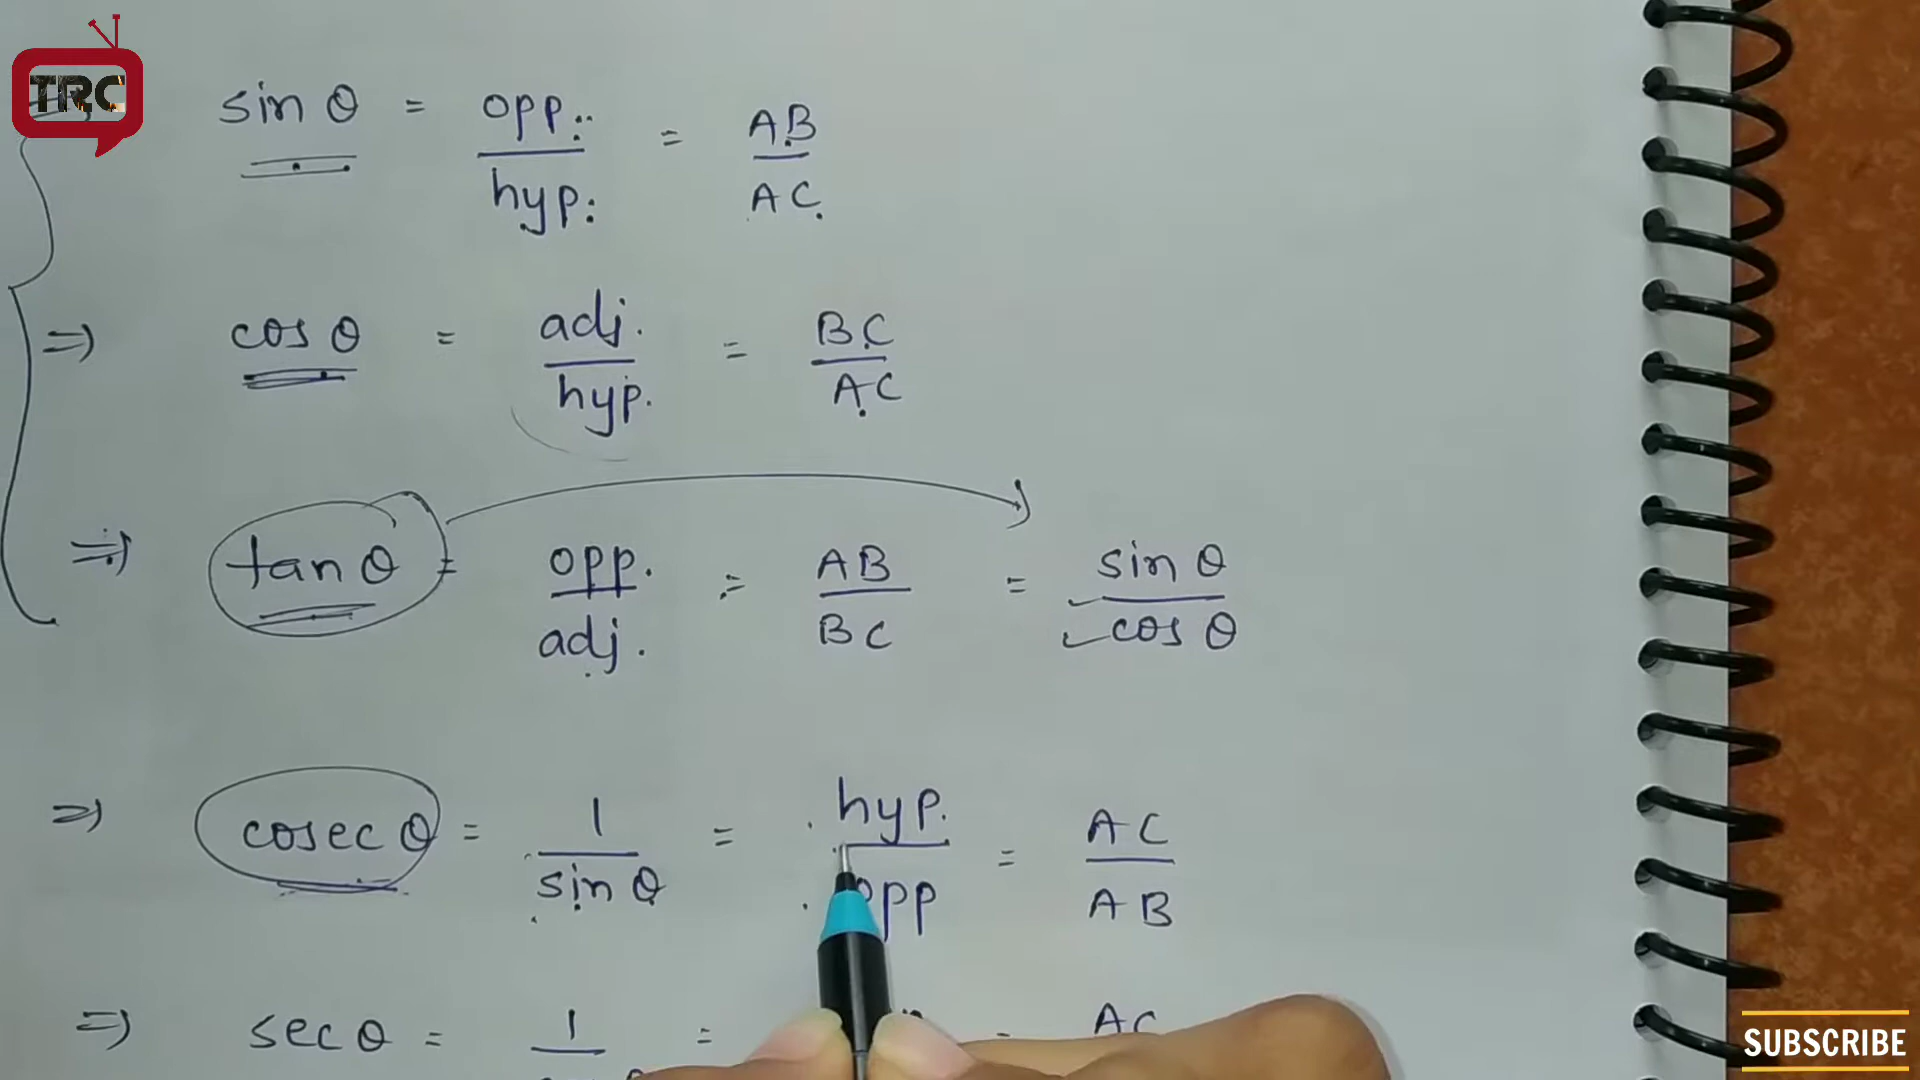 TRC
sin θ = opp. / hyp. = AB / AC
⇒ cos θ = adj. / hyp. = BC / AC
⇒ tan θ = opp. / adj. = AB / BC = sin θ / cos θ
⇒ cosec θ = 1 / sin θ = hyp. / opp = AC / AB
⇒ sec θ = 1 = = AC
SUBSCRIBE